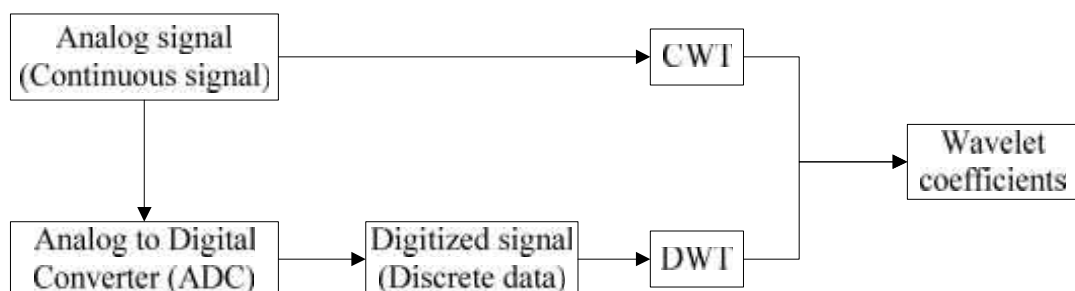 Analog signal
(Continuous signal)
CWT
Wavelet
coefficients
Analog to Digital
Converter (ADC)
Digitized signal
(Discrete data)
DWT